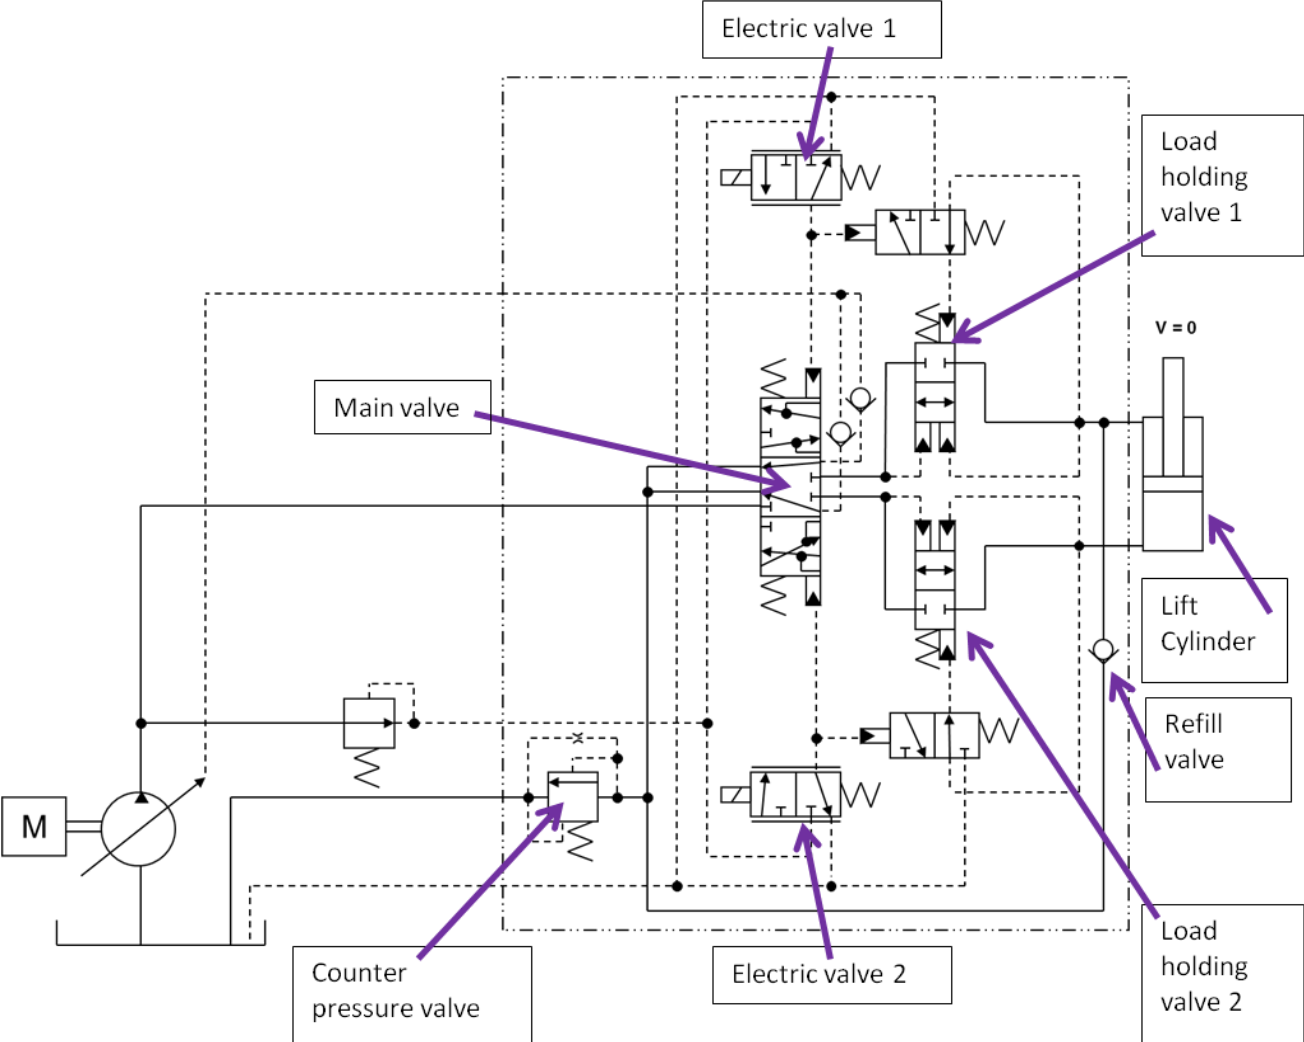 Electric valve 1
Load
holding
valve 1
V = 0
Main valve
Lift
Cylinder
Refill
valve
M
Counter
pressure valve
Electric valve 2
Load
holding
valve 2